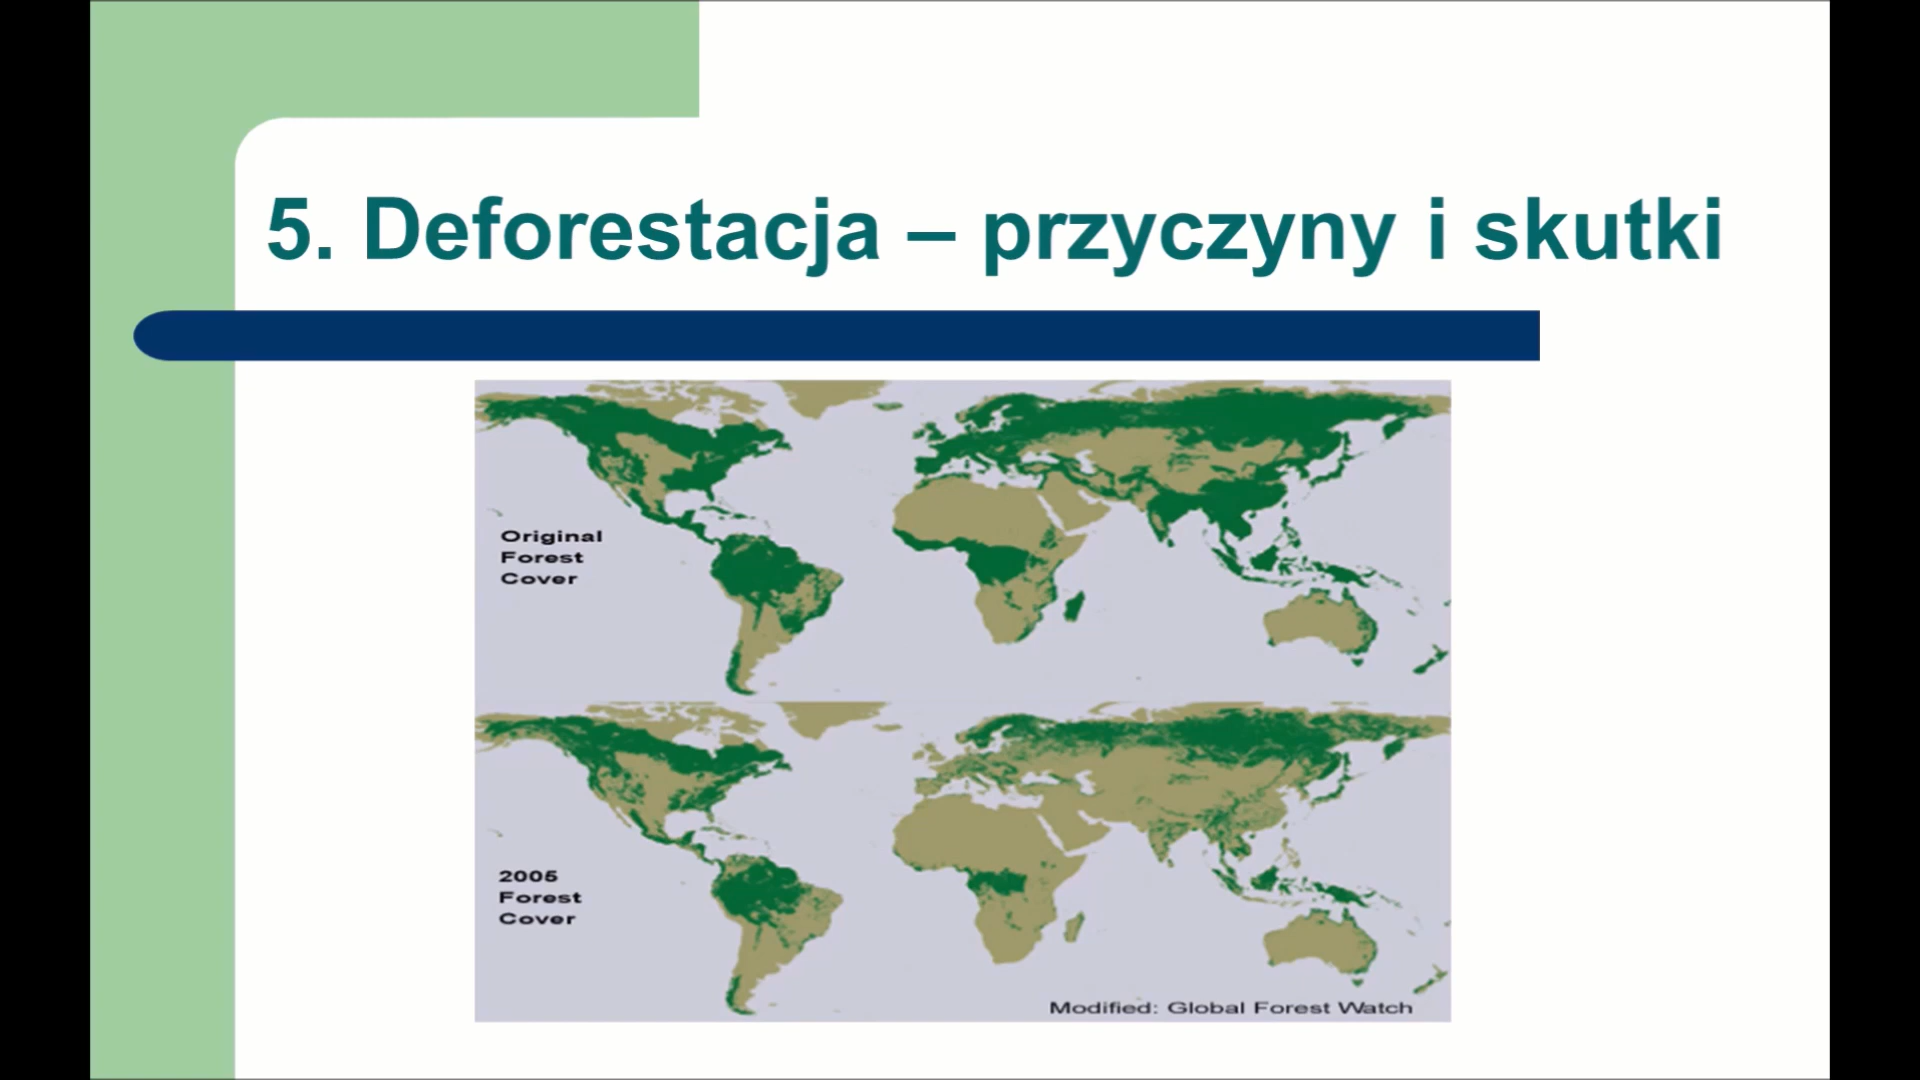 5. Deforestacja – przyczyny i skutki
Original
Forest
Cover
2005
Forest
Cover
Modified: Global Forest Watch